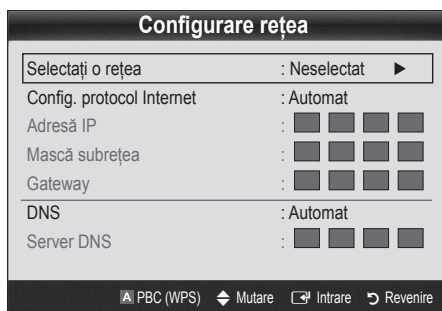 Configurare rețea
Selectați o rețea : Neselectat ►
Config. protocol Internet : Automat
Adresă IP :
Mască subrețea :
Gateway :
DNS : Automat
Server DNS :
A PBC (WPS) Mutare Intrare Revenire